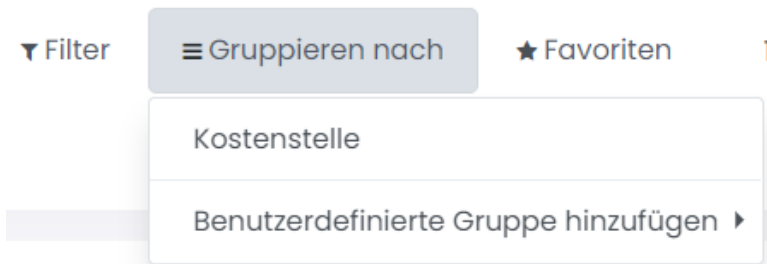 Filter Gruppieren nach Favoriten
Kostenstelle
Benutzerdefinierte Gruppe hinzufügen